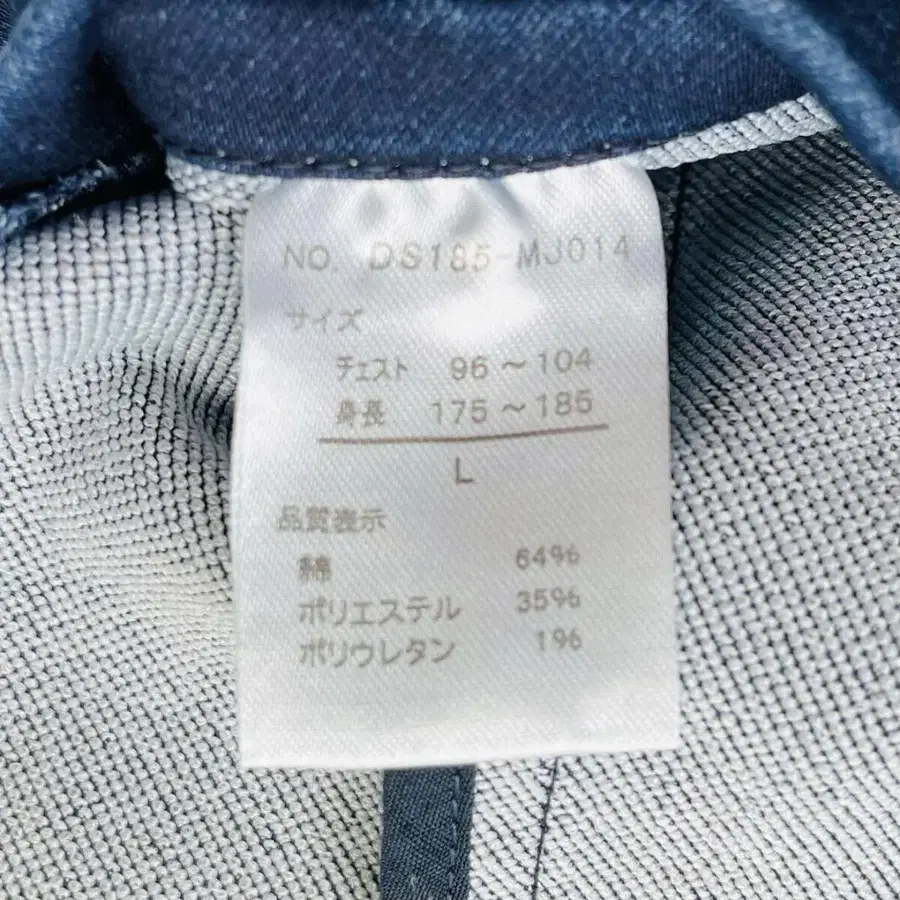 NO. DS185-MJ014
サイズ
チェスト 96～104
身長 175～185
L
品質表示
綿 64%
ポリエステル 35%
ポリウレタン 1%